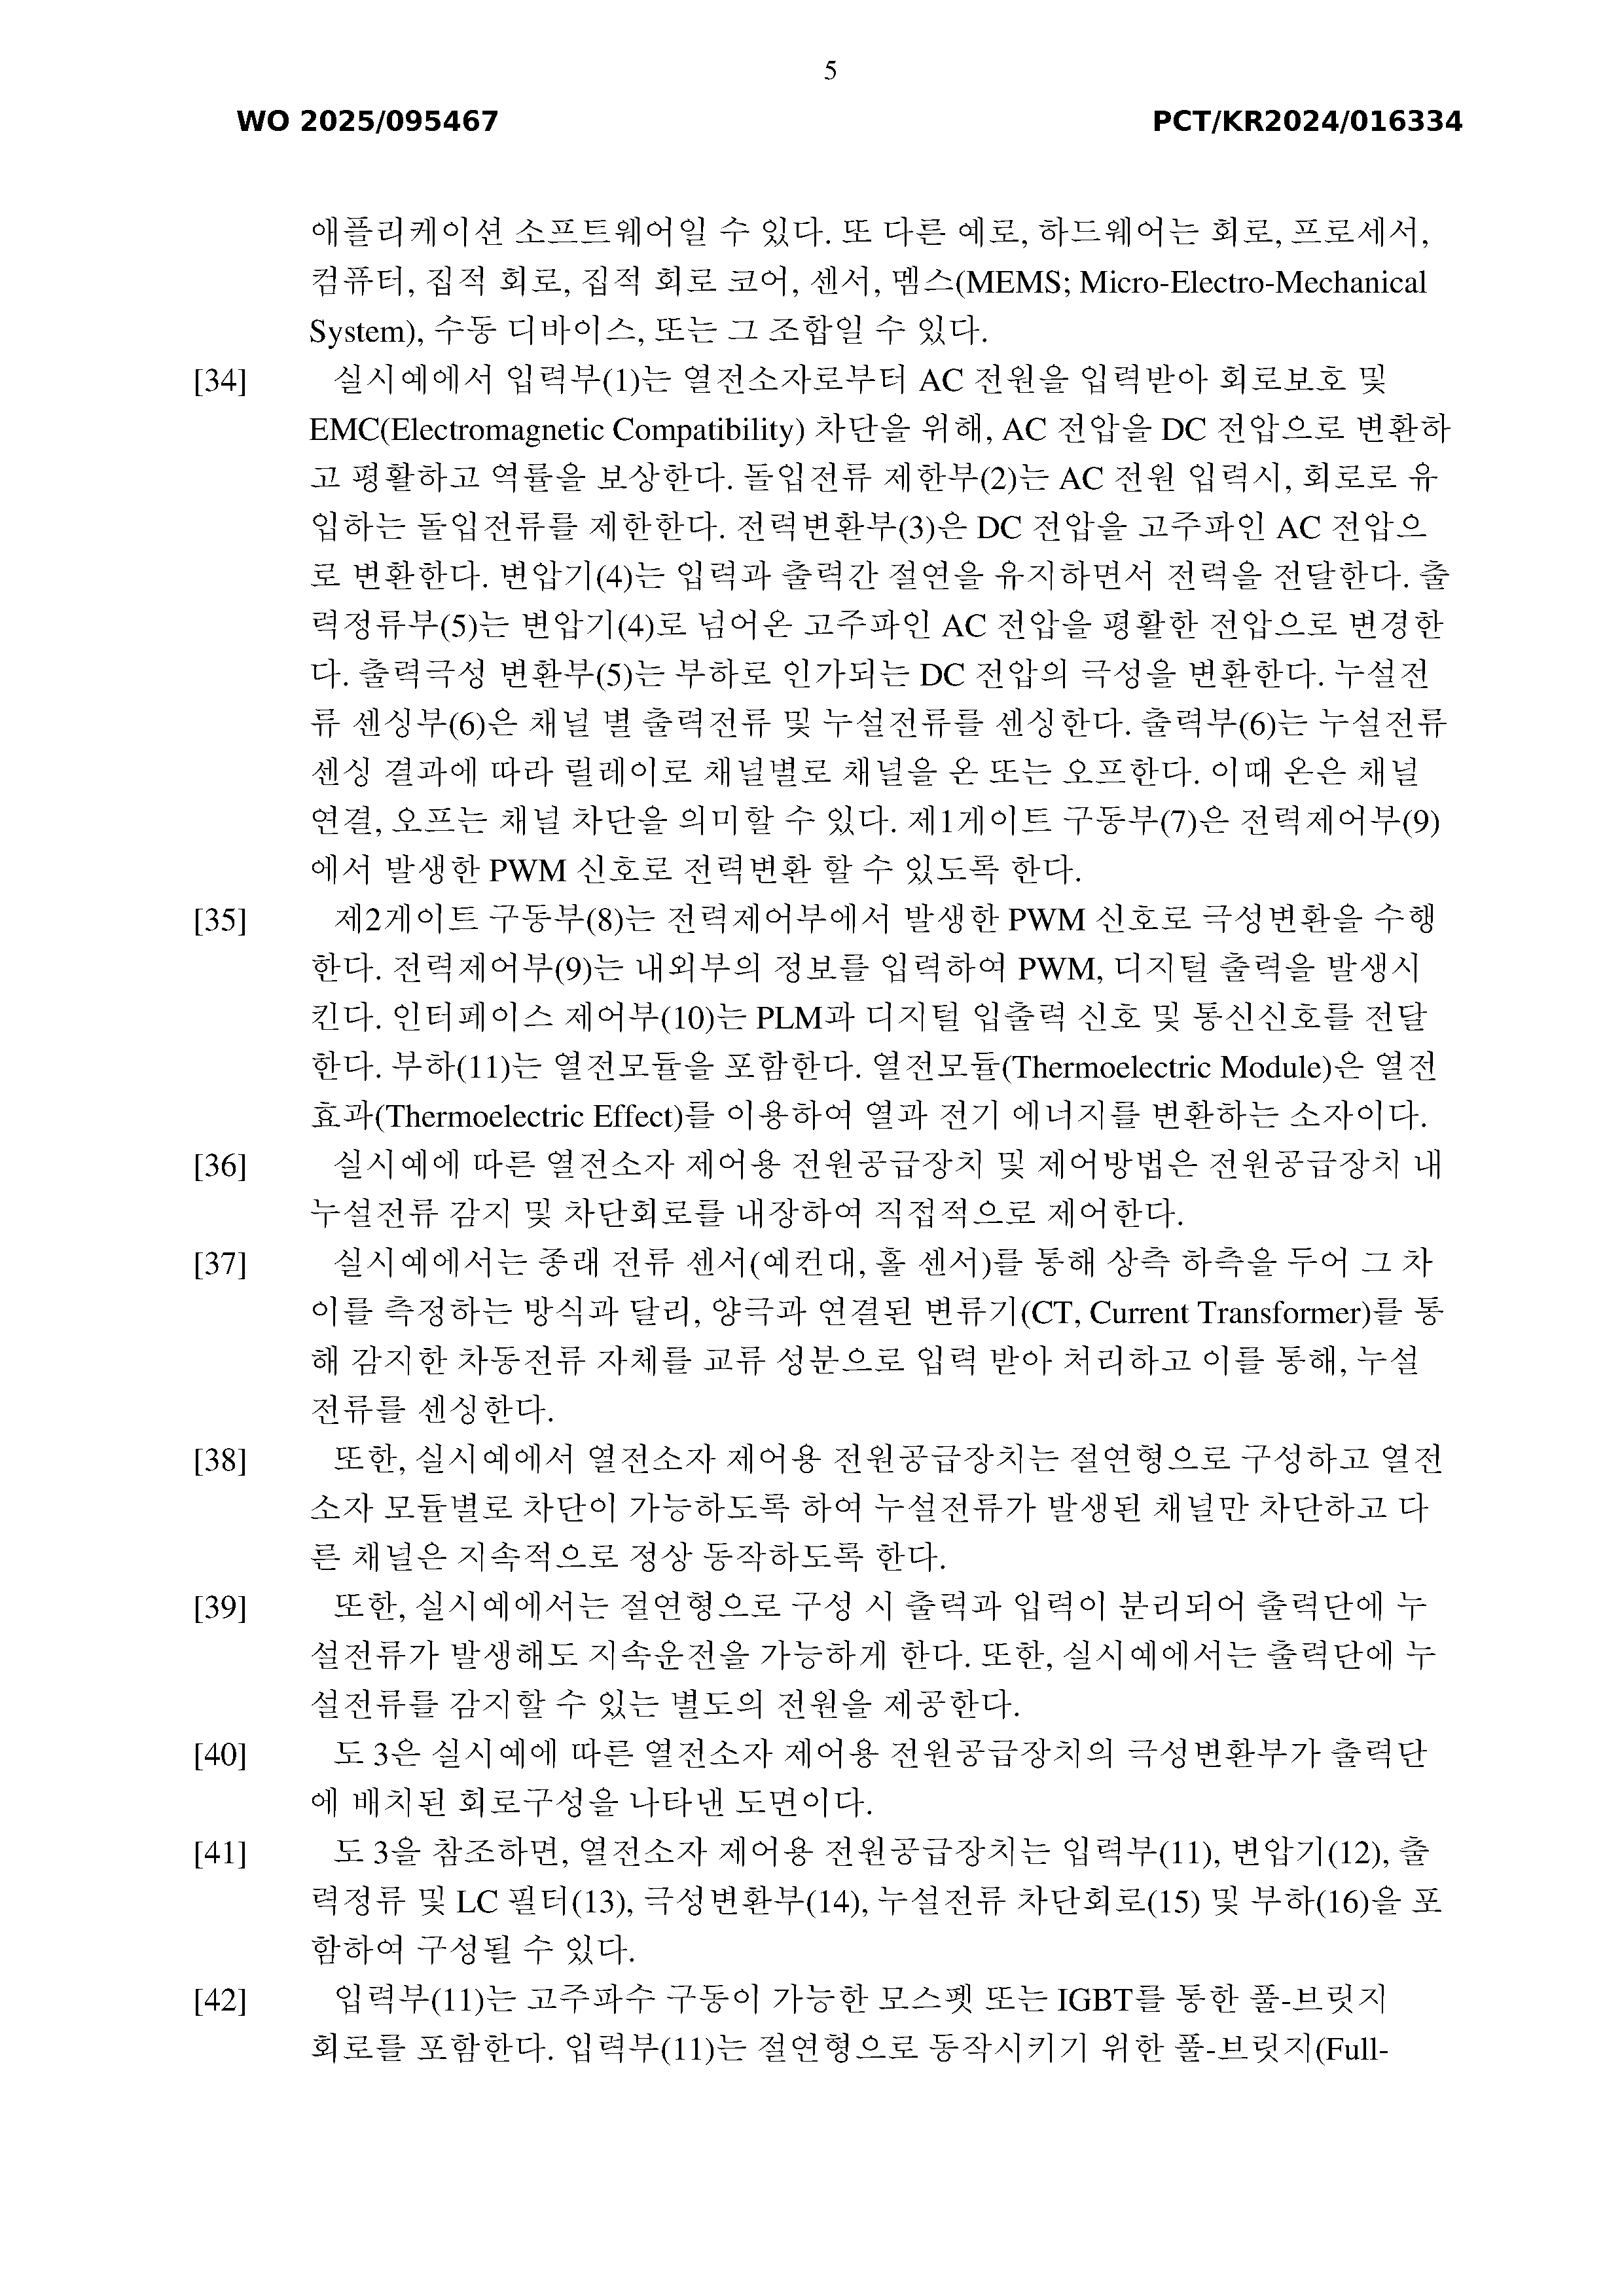 5
WO 2025/095467 PCT/KR2024/016334
애플리케이션 소프트웨어일 수 있다. 또 다른 예로, 하드웨어는 회로, 프로세서,
컴퓨터, 집적 회로, 집적 회로 코어, 센서, 멤스(MEMS; Micro-Electro-Mechanical
System), 수동 디바이스, 또는 그 조합일 수 있다.
[34] 실시예에서 입력부(1)는 열전소자로부터 AC 전원을 입력받아 회로보호 및
EMC(Electromagnetic Compatibility) 차단을 위해, AC 전압을 DC 전압으로 변환하
고 평활하고 역률을 보상한다. 돌입전류 제한부(2)는 AC 전원 입력시, 회로로 유
입하는 돌입전류를 제한한다. 전력변환부(3)은 DC 전압을 고주파인 AC 전압으
로 변환한다. 변압기(4)는 입력과 출력간 절연을 유지하면서 전력을 전달한다. 출
력정류부(5)는 변압기(4)로 넘어온 고주파인 AC 전압을 평활한 전압으로 변경한
다. 출력극성 변환부(5)는 부하로 인가되는 DC 전압의 극성을 변환한다. 누설전
류 센싱부(6)은 채널 별 출력전류 및 누설전류를 센싱한다. 출력부(6)는 누설전류
센싱 결과에 따라 릴레이로 채널별로 채널을 온 또는 오프한다. 이때 온은 채널
연결, 오프는 채널 차단을 의미할 수 있다. 제1게이트 구동부(7)은 전력제어부(9)
에서 발생한 PWM 신호로 전력변환 할 수 있도록 한다.
[35] 제2게이트 구동부(8)는 전력제어부에서 발생한 PWM 신호로 극성변환을 수행
한다. 전력제어부(9)는 내외부의 정보를 입력하여 PWM, 디지털 출력을 발생시
킨다. 인터페이스 제어부(10)는 PLM과 디지털 입출력 신호 및 통신신호를 전달
한다. 부하(11)는 열전모듈을 포함한다. 열전모듈(Thermoelectric Module)은 열전
효과(Thermoelectric Effect)를 이용하여 열과 전기 에너지를 변환하는 소자이다.
[36] 실시예에 따른 열전소자 제어용 전원공급장치 및 제어방법은 전원공급장치 내
누설전류 감지 및 차단회로를 내장하여 직접적으로 제어한다.
[37] 실시예에서는 종래 전류 센서(예컨대, 홀 센서)를 통해 상측 하측을 두어 그 차
이를 측정하는 방식과 달리, 양극과 연결된 변류기(CT, Current Transformer)를 통
해 감지한 차동전류 자체를 교류 성분으로 입력 받아 처리하고 이를 통해, 누설
전류를 센싱한다.
[38] 또한, 실시예에서 열전소자 제어용 전원공급장치는 절연형으로 구성하고 열전
소자 모듈별로 차단이 가능하도록 하여 누설전류가 발생된 채널만 차단하고 다
른 채널은 지속적으로 정상 동작하도록 한다.
[39] 또한, 실시예에서는 절연형으로 구성 시 출력과 입력이 분리되어 출력단에 누
설전류가 발생해도 지속운전을 가능하게 한다. 또한, 실시예에서는 출력단에 누
설전류를 감지할 수 있는 별도의 전원을 제공한다.
[40] 도 3은 실시예에 따른 열전소자 제어용 전원공급장치의 극성변환부가 출력단
에 배치된 회로구성을 나타낸 도면이다.
[41] 도 3을 참조하면, 열전소자 제어용 전원공급장치는 입력부(11), 변압기(12), 출
력정류 및 LC 필터(13), 극성변환부(14), 누설전류 차단회로(15) 및 부하(16)을 포
함하여 구성될 수 있다.
[42] 입력부(11)는 고주파수 구동이 가능한 모스펫 또는 IGBT를 통한 풀-브릿지
회로를 포함한다. 입력부(11)는 절연형으로 동작시키기 위한 풀-브릿지(Full-